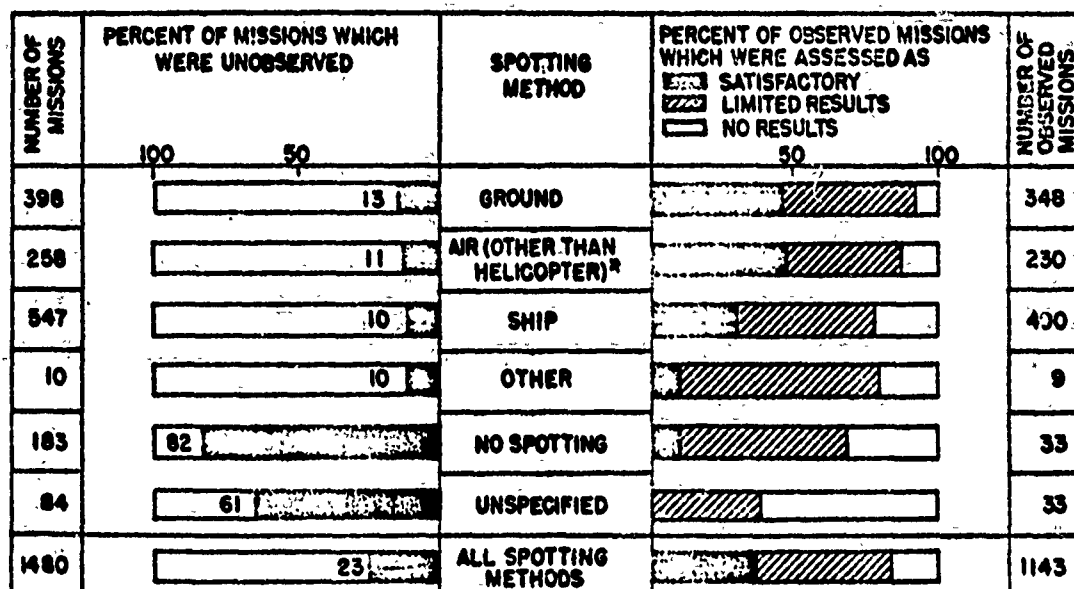 NUMBER OF
MISSIONS
PERCENT OF MISSIONS WHICH
WERE UNOBSERVED
SPOTTING
METHOD
PERCENT OF OBSERVED MISSIONS
WHICH WERE ASSESSED AS
SATISFACTORY
LIMITED RESULTS
NO RESULTS
NUMBER OF
OBSERVED
MISSIONS
100 50 50 100
398 13 GROUND 348
258 11 AIR (OTHER THAN
HELICOPTER)* 230
547 10 SHIP 490
10 10 OTHER 9
183 82 NO SPOTTING 33
84 61 UNSPECIFIED 33
1480 23 ALL SPOTTING
METHODS 1143